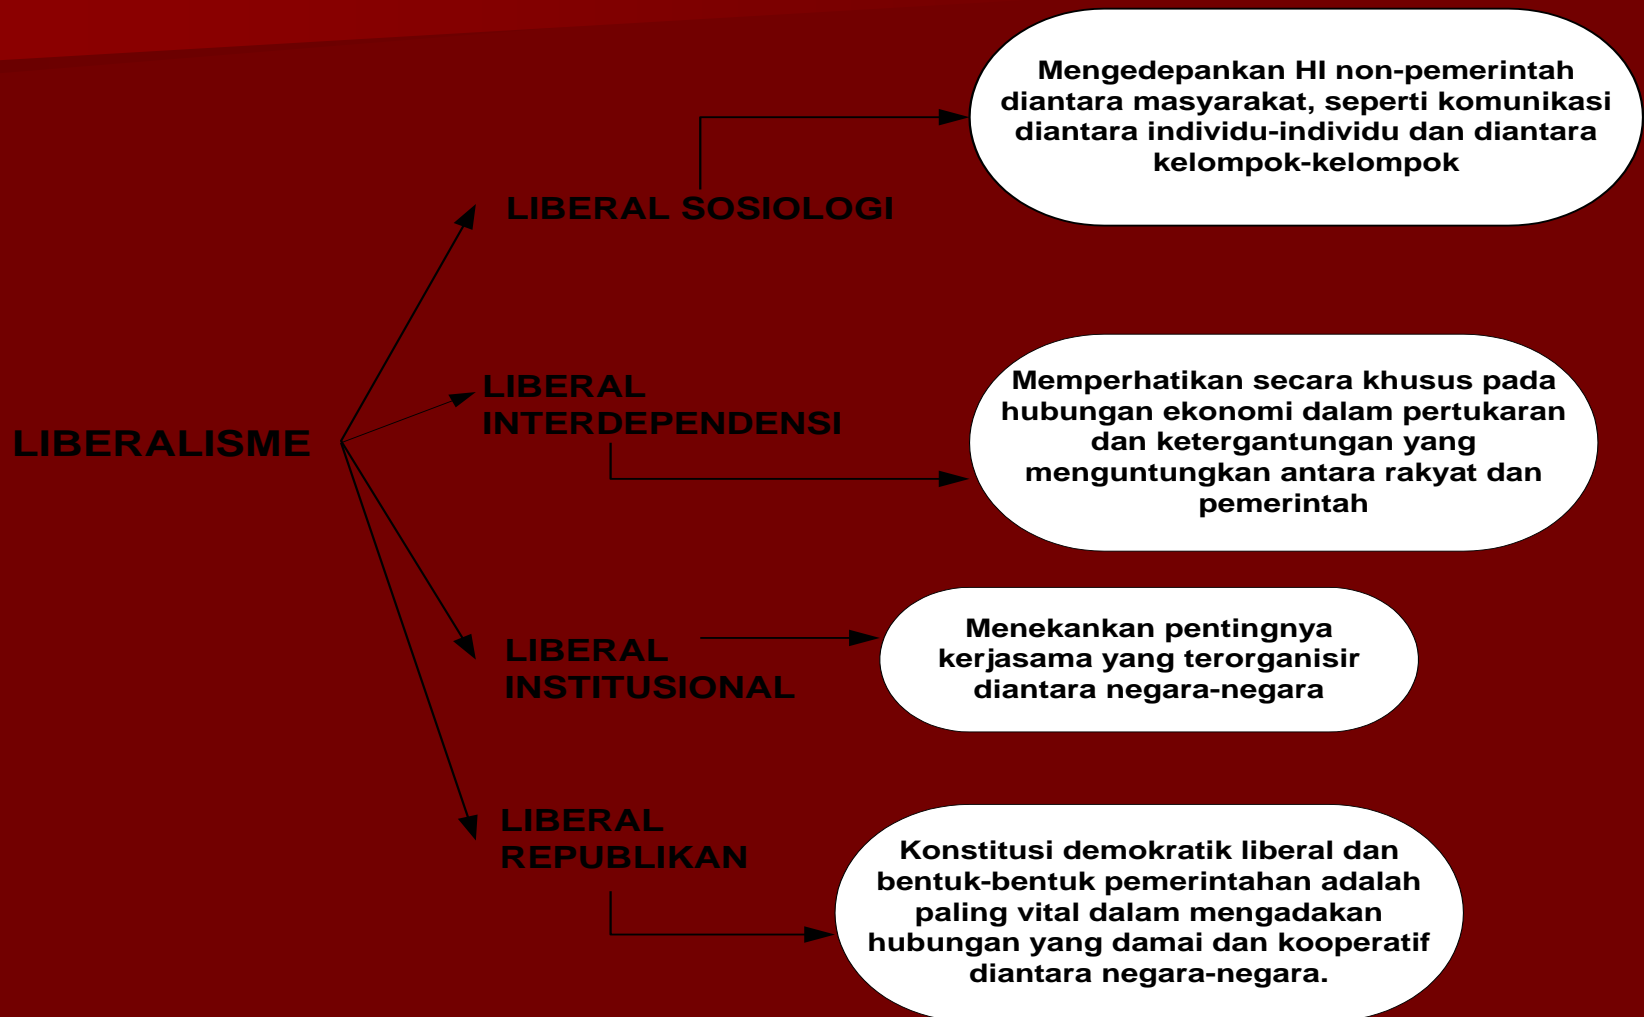 LIBERALISME
LIBERAL SOSIOLOGI
Mengedepankan HI non-pemerintah
diantara masyarakat, seperti komunikasi
diantara individu-individu dan diantara
kelompok-kelompok
LIBERAL
INTERDEPENDENSI
Memperhatikan secara khusus pada
hubungan ekonomi dalam pertukaran
dan ketergantungan yang
menguntungkan antara rakyat dan
pemerintah
LIBERAL
INSTITUSIONAL
Menekankan pentingnya
kerjasama yang terorganisir
diantara negara-negara
LIBERAL
REPUBLIKAN
Konstitusi demokratik liberal dan
bentuk-bentuk pemerintahan adalah
paling vital dalam mengadakan
hubungan yang damai dan kooperatif
diantara negara-negara.